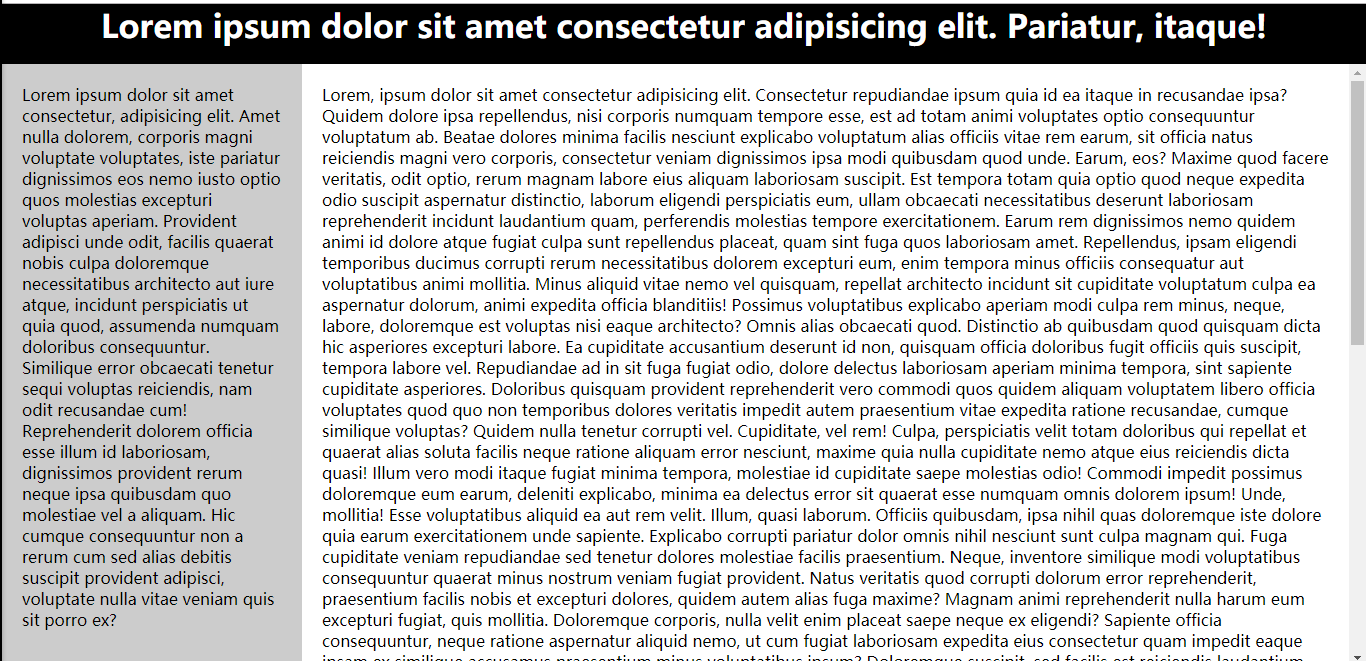 Lorem ipsum dolor sit amet consectetur adipisicing elit. Pariatur, itaque!
Lorem ipsum dolor sit amet
consectetur, adipisicing elit. Amet
nulla dolorem, corporis magni
voluptate voluptates, iste pariatur
dignissimos eos nemo iusto optio
quos molestias excepturi
voluptas aperiam. Provident
adipisci unde odit, facilis quaerat
nobis culpa doloremque
necessitatibus architecto aut iure
atque, incidunt perspiciatis ut
quia quod, assumenda numquam
doloribus consequuntur.
Similique error obcaecati tenetur
sequi voluptas reiciendis, nam
odit recusandae cum!
Reprehenderit dolorem officia
esse illum id laboriosam,
dignissimos provident rerum
neque ipsa quibusdam quo
molestiae vel a aliquam. Hic
cumque consequuntur non a
rerum cum sed alias debitis
suscipit provident adipisci,
voluptate nulla vitae veniam quis
sit porro ex?
Lorem, ipsum dolor sit amet consectetur adipisicing elit. Consectetur repudiandae ipsum quia id ea itaque in recusandae ipsa?
Quidem dolore ipsa repellendus, nisi corporis numquam tempore esse, est ad totam animi voluptates optio consequuntur
voluptatum ab. Beatae dolores minima facilis nesciunt explicabo voluptatum alias officiis vitae rem earum, sit officia natus
reiciendis magni vero corporis, consectetur veniam dignissimos ipsa modi quibusdam quod unde. Earum, eos? Maxime quod facere
veritatis, odit optio, rerum magnam labore eius aliquam laboriosam suscipit. Est tempora totam quia optio quod neque expedita
odio suscipit aspernatur distinctio, laborum eligendi perspiciatis eum, ullam obcaecati necessitatibus deserunt laboriosam
reprehenderit incidunt laudantium quam, perferendis molestias tempore exercitationem. Earum rem dignissimos nemo quidem
animi id dolore atque fugiat culpa sunt repellendus placeat, quam sint fuga quos laboriosam amet. Repellendus, ipsam eligendi
temporibus ducimus corrupti rerum necessitatibus dolorem excepturi eum, enim tempora minus officiis consequatur aut
voluptatibus animi mollitia. Minus aliquid vitae nemo vel quisquam, repellat architecto incidunt sit cupiditate voluptatum culpa ea
aspernatur dolorum, animi expedita officia blanditiis! Possimus voluptatibus explicabo aperiam modi culpa rem minus, neque,
labore, doloremque est voluptas nisi eaque architecto? Omnis alias obcaecati quod. Distinctio ab quibusdam quod quisquam dicta
hic asperiores excepturi labore. Ea cupiditate accusantium deserunt id non, quisquam officia doloribus fugit officiis quis suscipit,
tempora labore vel. Repudiandae ad in sit fuga fugiat odio, dolore delectus laboriosam aperiam minima tempora, sint sapiente
cupiditate asperiores. Doloribus quisquam provident reprehenderit vero commodi quos quidem aliquam voluptatem libero officia
voluptates quod quo non temporibus dolores veritatis impedit autem praesentium vitae expedita ratione recusandae, cumque
similique voluptas? Quidem nulla tenetur corrupti vel. Cupiditate, vel rem! Culpa, perspiciatis velit totam doloribus qui repellat et
quaerat alias soluta facilis neque ratione aliquam error nesciunt, maxime quia nulla cupiditate nemo atque eius reiciendis dicta
quasi! Illum vero modi itaque fugiat minima tempora, molestiae id cupiditate saepe molestias odio! Commodi impedit possimus
doloremque eum earum, deleniti explicabo, minima ea delectus error sit quaerat esse numquam omnis dolorem ipsum! Unde,
mollitia! Esse voluptatibus aliquid ea aut rem velit. Illum, quasi laborum. Officiis quibusdam, ipsa nihil quas doloremque iste dolore
quia earum exercitationem unde sapiente. Explicabo corrupti pariatur dolor omnis nihil nesciunt sunt culpa magnam qui. Fuga
cupiditate veniam repudiandae sed tenetur dolores molestiae facilis praesentium. Neque, inventore similique modi voluptatibus
consequuntur quaerat minus nostrum veniam fugiat provident. Natus veritatis quod corrupti dolorum error reprehenderit,
praesentium facilis nobis et excepturi dolores, quidem autem alias fuga maxime? Magnam animi reprehenderit nulla harum eum
excepturi fugiat, quis mollitia. Doloremque corporis, nulla velit enim placeat saepe neque ex eligendi? Sapiente officia
consequuntur, neque ratione aspernatur aliquid nemo, ut cum fugiat laboriosam expedita eius consectetur quam impedit eaque
ipsam ex similique accusamus praesentium minus voluptatibus ipsum? Doloremque suscipit, sed facilis est reiciendis laudantium